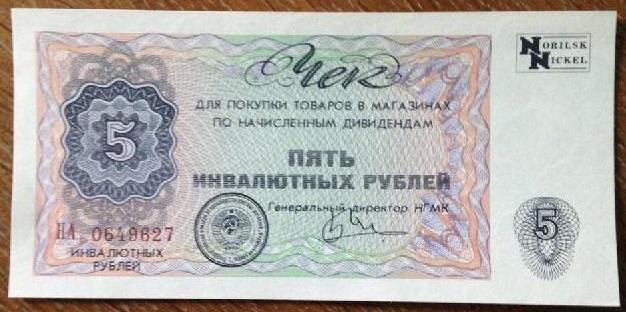 Чек
NORILSK
NICKEL
ДЛЯ ПОКУПКИ ТОВАРОВ В МАГАЗИНАХ
ПО НАЧИСЛЕННЫМ ДИВИДЕНДАМ
5
ПЯТЬ
ИНВАЛЮТНЫХ РУБЛЕЙ
Генеральный директор НГМК
НА 0649627
ИНВАЛЮТНЫХ
РУБЛЕЙ
5